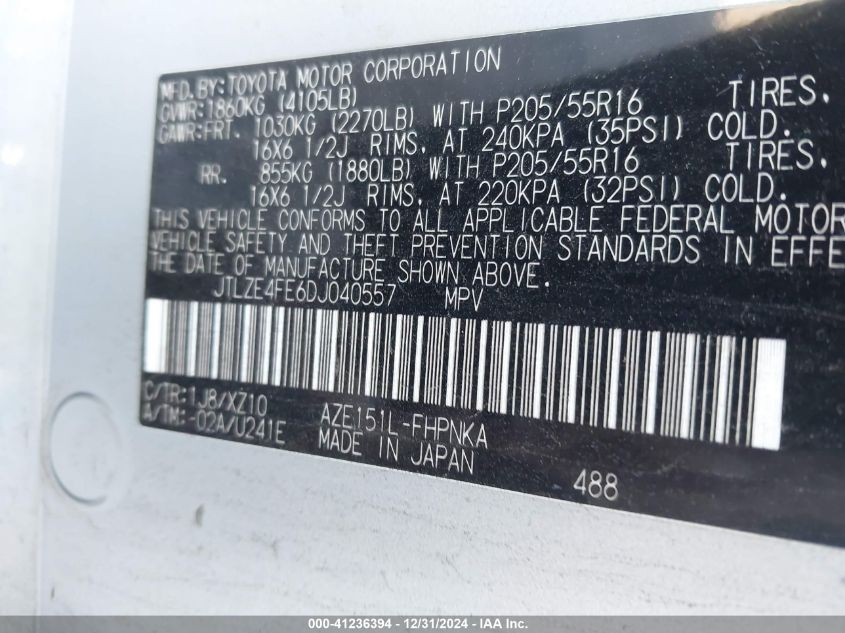 MFD. BY: TOYOTA MOTOR CORPORATION
GVWR: 1860KG (4105LB)
GAWR: FRT. 1030KG (2270LB) WITH P205/55R16 TIRES.
16X6 1/2J RIMS. AT 240KPA (35PSI) COLD.
RR. 855KG (1880LB) WITH P205/55R16 TIRES.
16X6 1/2J RIMS. AT 220KPA (32PSI) COLD.
THIS VEHICLE CONFORMS TO ALL APPLICABLE FEDERAL MOTOR
VEHICLE SAFETY AND THEFT PREVENTION STANDARDS IN EFFE
THE DATE OF MANUFACTURE SHOWN ABOVE.
JTLZE4FE6DJ040557 MPV
C/TR: 1J8/XZ10
A/TM: -02A/U241E
AZE151L-FHPNKA
MADE IN JAPAN
488
000-41236394 - 12/31/2024 - IAA Inc.